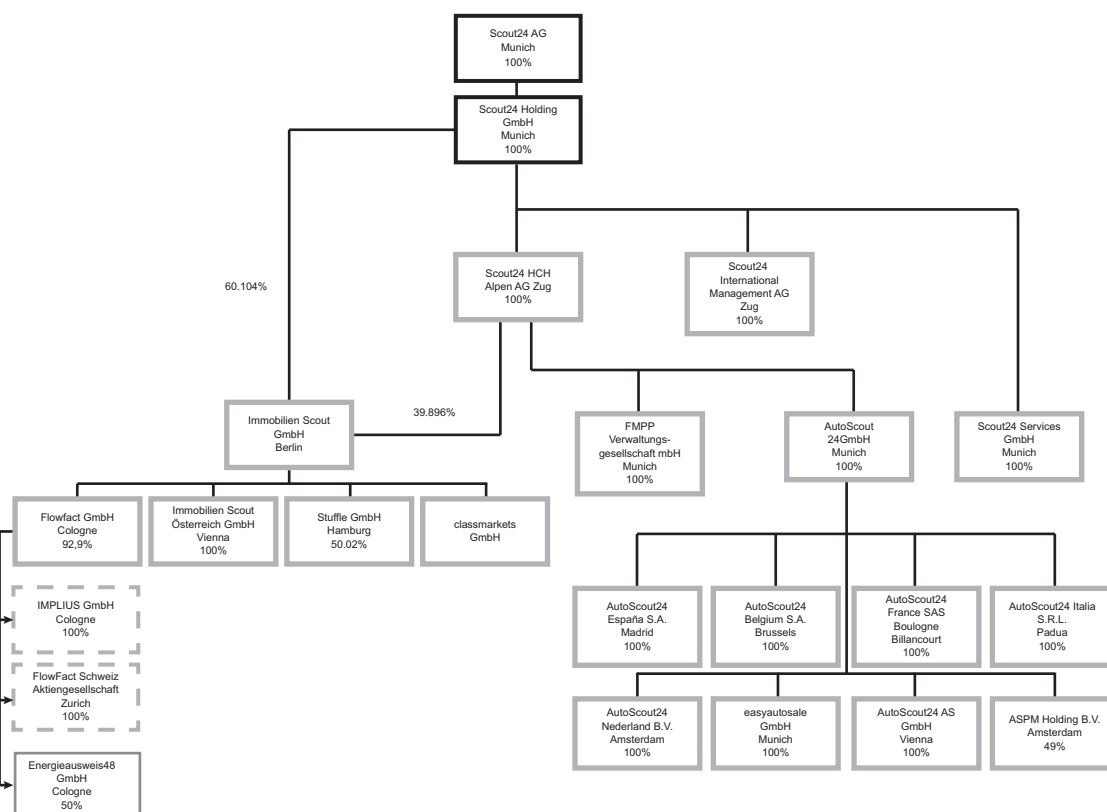 Scout24 AG
Munich
100%
Scout24 Holding
GmbH
Munich
100%
60.104%
Scout24 HCH
Alpen AG Zug
100%
Scout24
International
Management AG
Zug
100%
39.896%
Immobilien Scout
GmbH
Berlin
FMPP
Verwaltungs-
gesellschaft mbH
Munich
100%
AutoScout
24GmbH
Munich
100%
Scout24 Services
GmbH
Munich
100%
Flowfact GmbH
Cologne
92,9%
Immobilien Scout
Österreich GmbH
Vienna
100%
Stuffle GmbH
Hamburg
50.02%
classmarkets
GmbH
IMPLIUS GmbH
Cologne
100%
FlowFact Schweiz
Aktiengesellschaft
Zurich
100%
Energieausweis48
GmbH
Cologne
50%
AutoScout24
España S.A.
Madrid
100%
AutoScout24
Belgium S.A.
Brussels
100%
AutoScout24
France SAS
Boulogne
Billancourt
100%
AutoScout24 Italia
S.R.L.
Padua
100%
AutoScout24
Nederland B.V.
Amsterdam
100%
easyautosale
GmbH
Munich
100%
AutoScout24 AS
GmbH
Vienna
100%
ASPM Holding B.V.
Amsterdam
49%